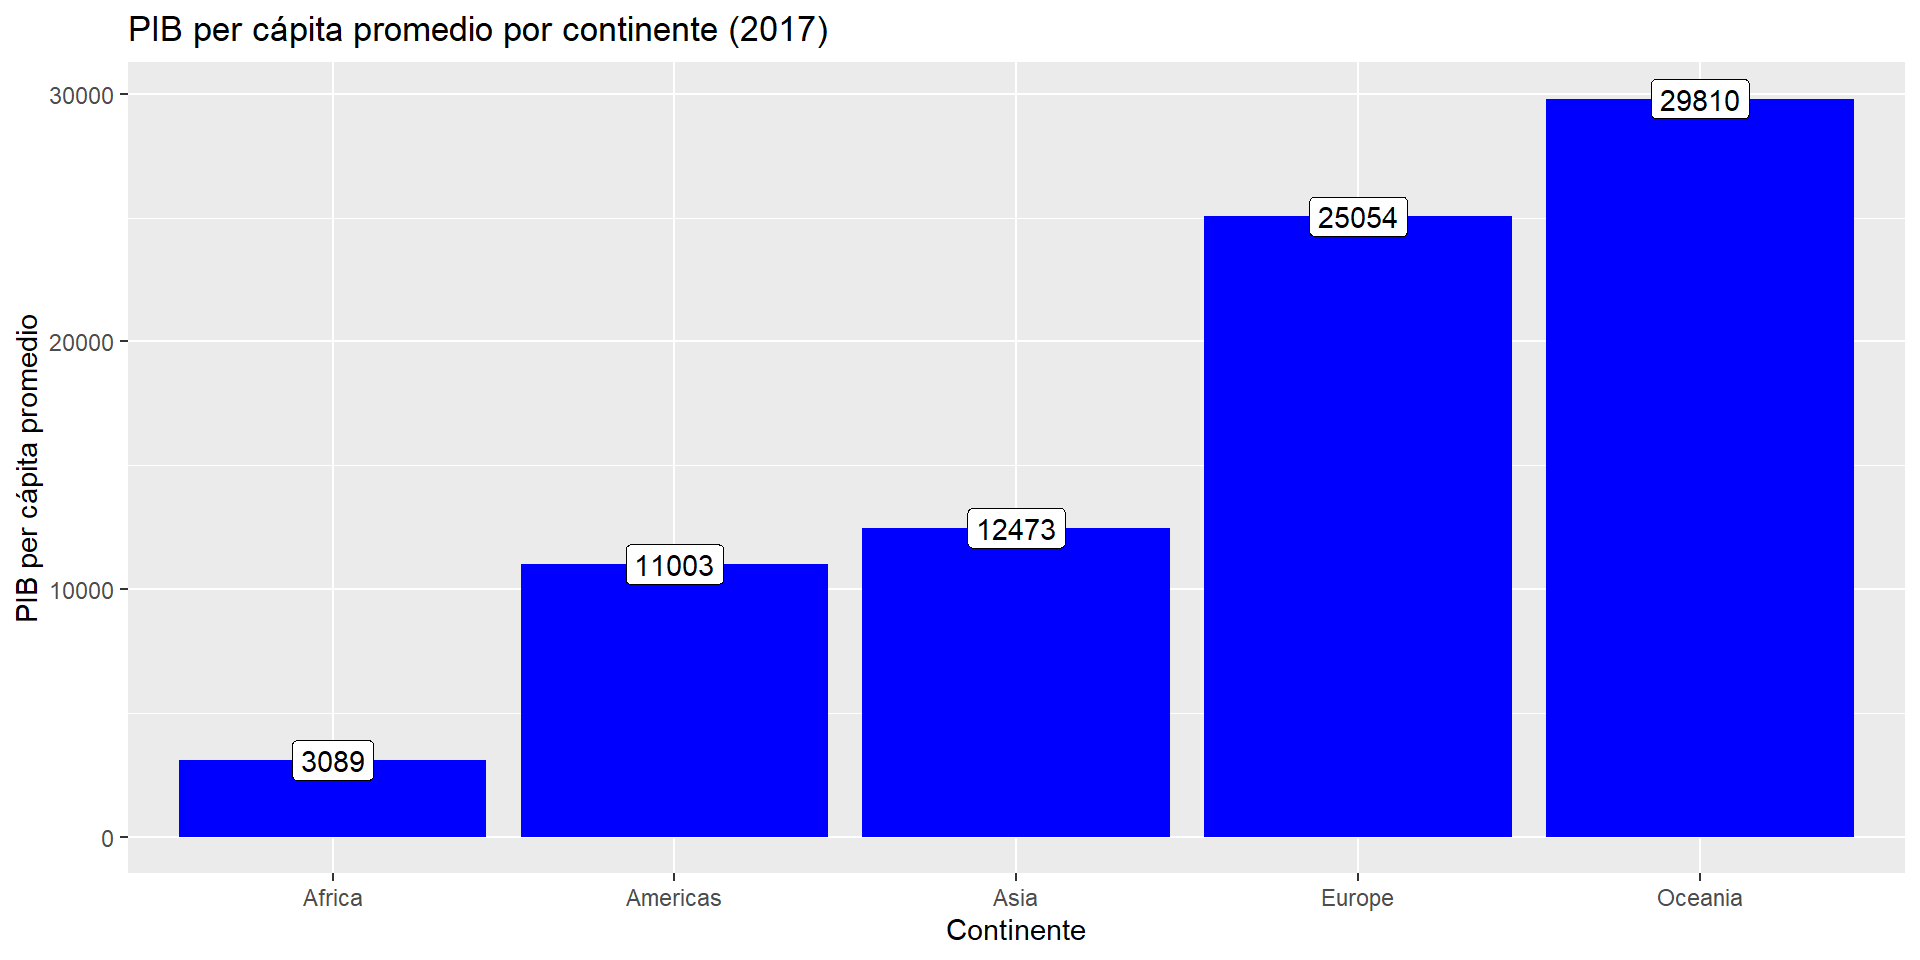 PIB per cápita promedio por continente (2017)
PIB per cápita promedio
30000
20000
10000
0
3089
11003
12473
25054
29810
Africa
Americas
Asia
Europe
Oceania
Continente